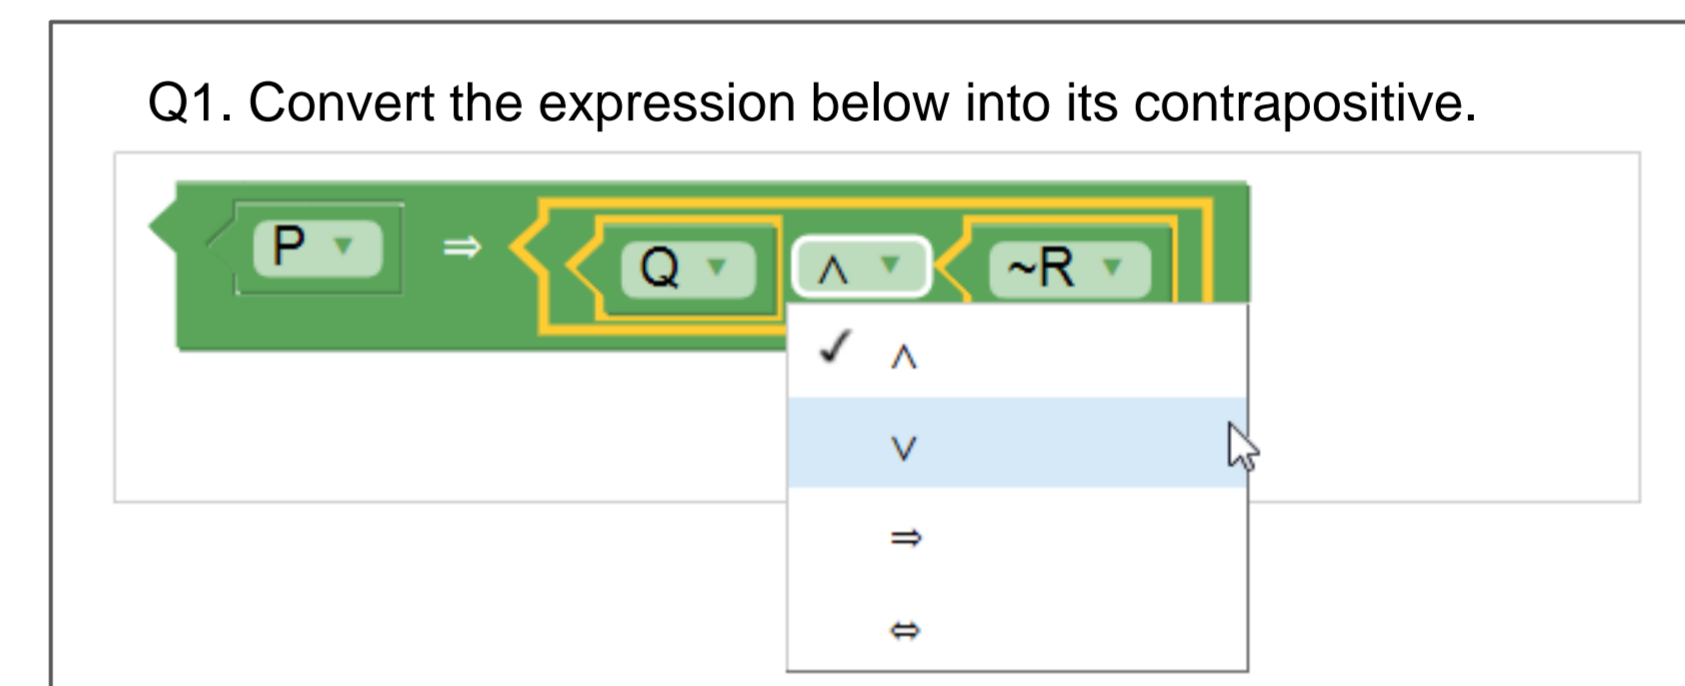 Q1. Convert the expression below into its contrapositive.
P ▼ ⇒ Q ▼ ∧ ▼ ~R ▼
✓ ∧
∨
⇒
⇔